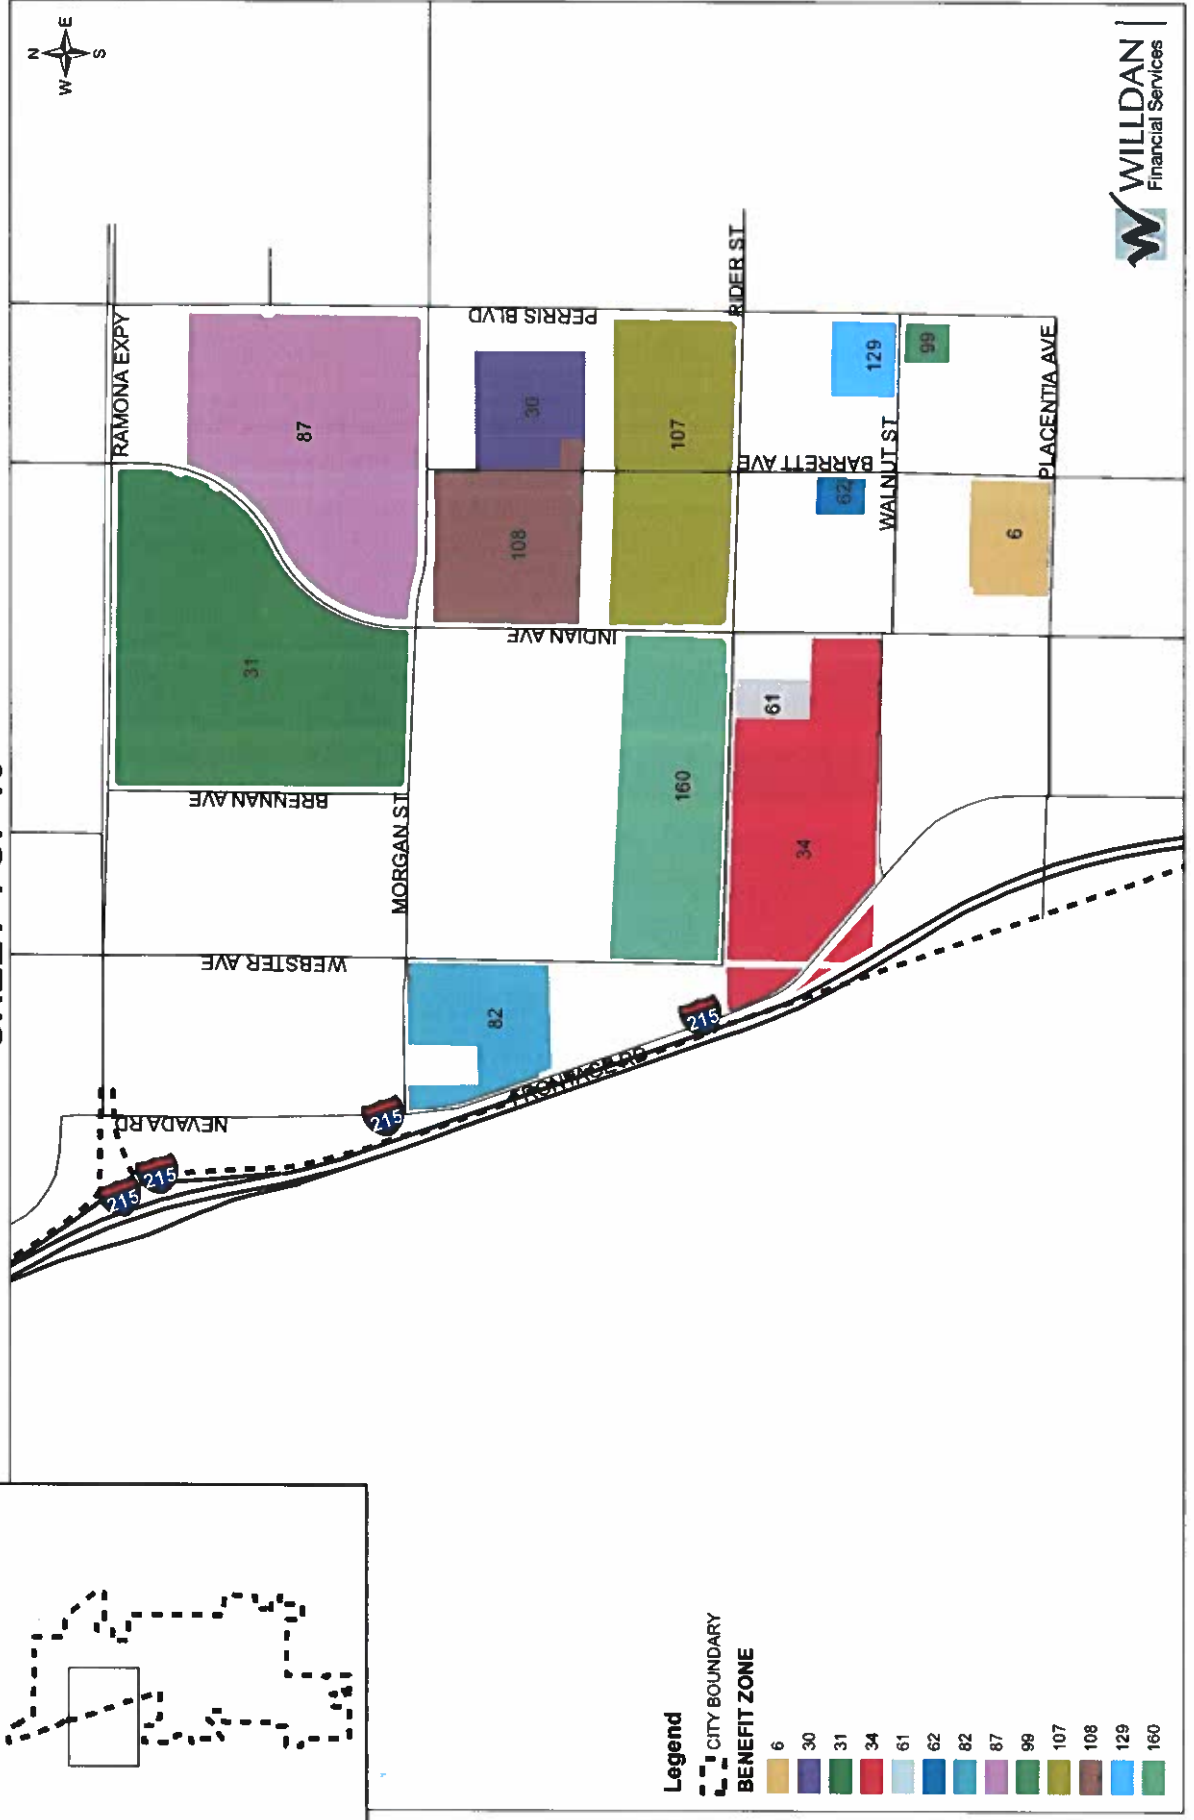 N
W
E
S
RAMONA EXPY
87
31
BRENNAN AVE
PERRIS BLVD
30
108
INDIAN AVE
MORGAN ST
WEBSTER AVE
NEVADA RD
82
FRONTAGE RD
215
215
215
215
107
RIDER ST
160
61
34
BARRETT AVE
129
62
WALNUT ST
99
6
PLACENTIA AVE
WILLDAN
Financial Services
Legend
CITY BOUNDARY
BENEFIT ZONE
6
30
31
34
61
62
82
87
99
107
108
129
160